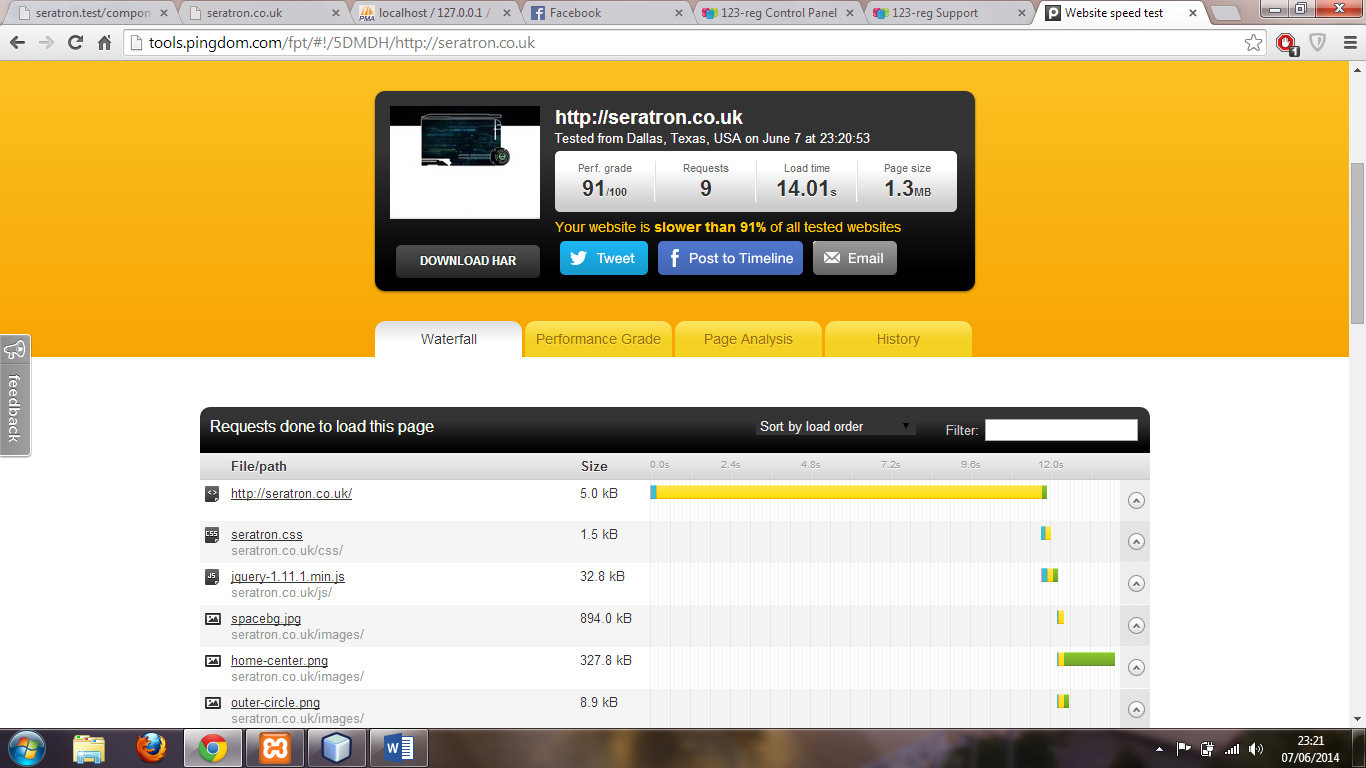 seratron.test/compon
seratron.co.uk
localhost / 127.0.0.1 /
Facebook
123-reg Control Panel
123-reg Support
Website speed test
tools.pingdom.com/fpt/#!/5DMDH/http://seratron.co.uk
1
http://seratron.co.uk
Tested from Dallas, Texas, USA on June 7 at 23:20:53
Perf. grade Requests Load time Page size
91/100 9 14.01s 1.3MB
Your website is slower than 91% of all tested websites
DOWNLOAD HAR
Tweet Post to Timeline Email
Waterfall Performance Grade Page Analysis History
feedback
Requests done to load this page
Sort by load order
Filter:
File/path Size 0.0s 2.4s 4.8s 7.2s 9.6s 12.0s
http://seratron.co.uk/ 5.0 kB
CSS seratron.css 1.5 kB
seratron.co.uk/css/
JS jquery-1.11.1.min.js 32.8 kB
seratron.co.uk/js/
spacebg.jpg 894.0 kB
seratron.co.uk/images/
home-center.png 327.8 kB
seratron.co.uk/images/
outer-circle.png 8.9 kB
seratron.co.uk/images/
23:21
07/06/2014